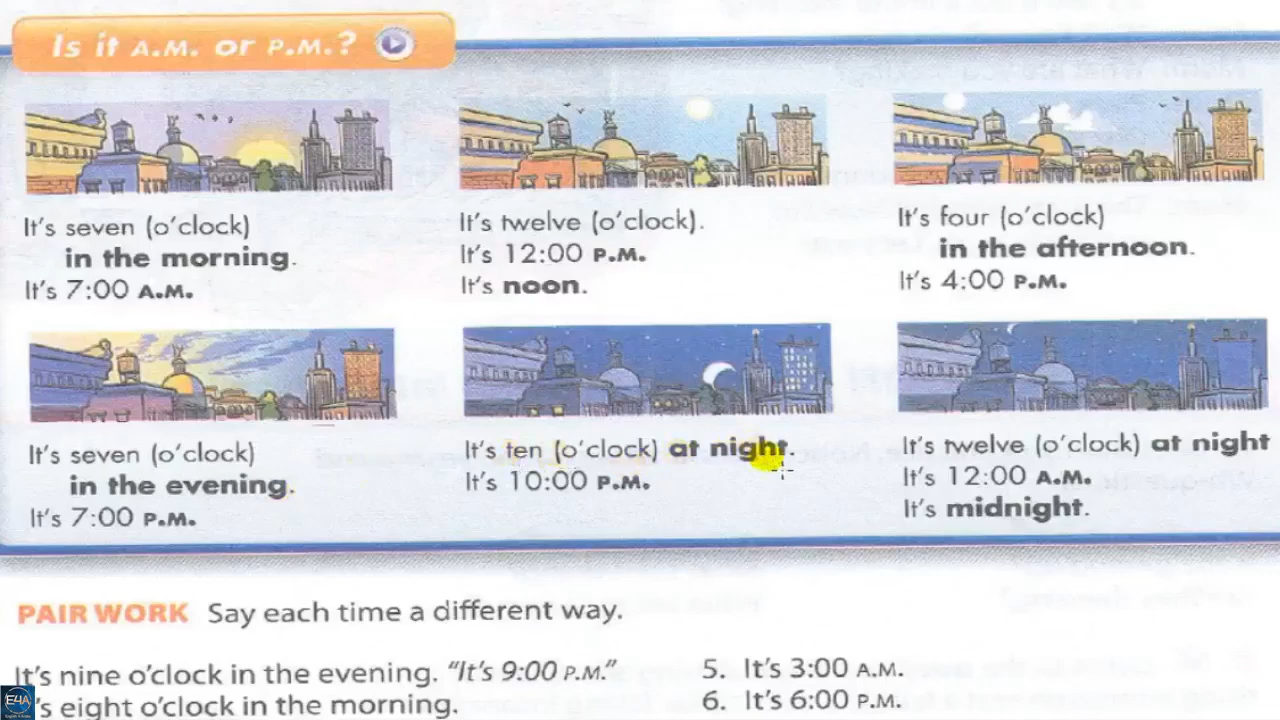 Is it A.M. or P.M.?
It's seven (o'clock)
in the morning.
It's 7:00 A.M.
It's twelve (o'clock).
It's 12:00 P.M.
It's noon.
It's four (o'clock)
in the afternoon.
It's 4:00 P.M.
It's seven (o'clock)
in the evening.
It's 7:00 P.M.
It's ten (o'clock) at night
It's 10:00 P.M.
It's twelve (o'clock) at night
It's 12:00 A.M.
It's midnight.
PAIR WORK Say each time a different way.
It's nine o'clock in the evening. "It's 9:00 P.M."
's eight o'clock in the morning.
5. It's 3:00 A.M.
6. It's 6:00 P.M.
E4A